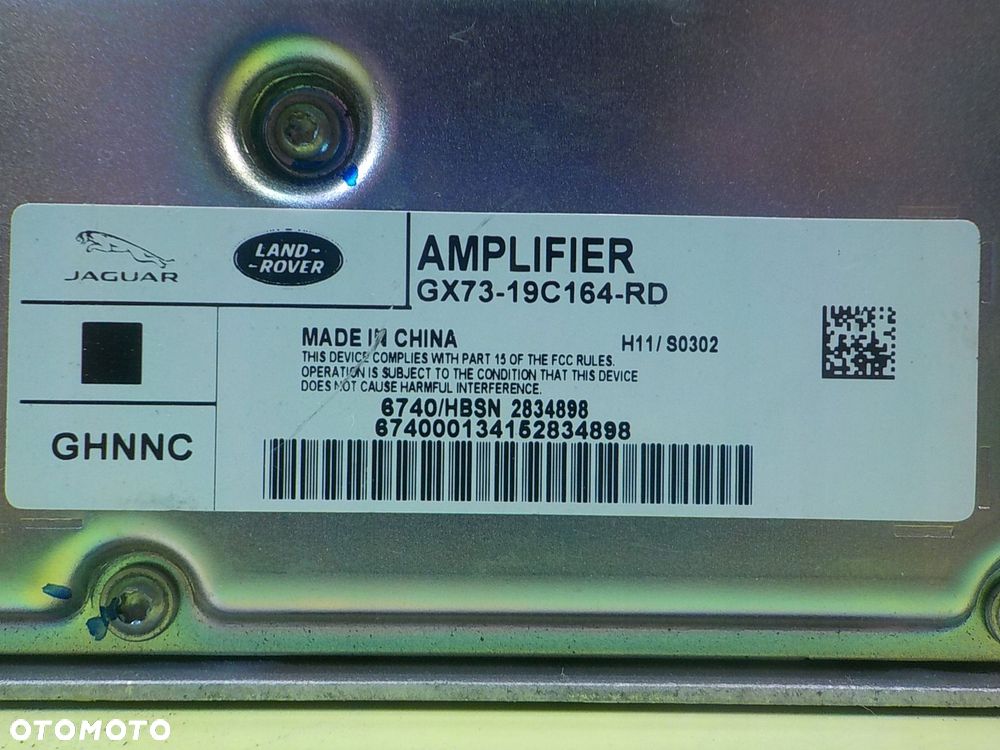 JAGUAR
LAND-
-ROVER
AMPLIFIER
GX73-19C164-RD
MADE IN CHINA
H11/ S0302
THIS DEVICE COMPLIES WITH PART 15 OF THE FCC RULES.
OPERATION IS SUBJECT TO THE CONDITION THAT THIS DEVICE
DOES NOT CAUSE HARMFUL INTERFERENCE.
6740/HBSN 2834898
GHNNC
674000134152834898
OTOMOTO